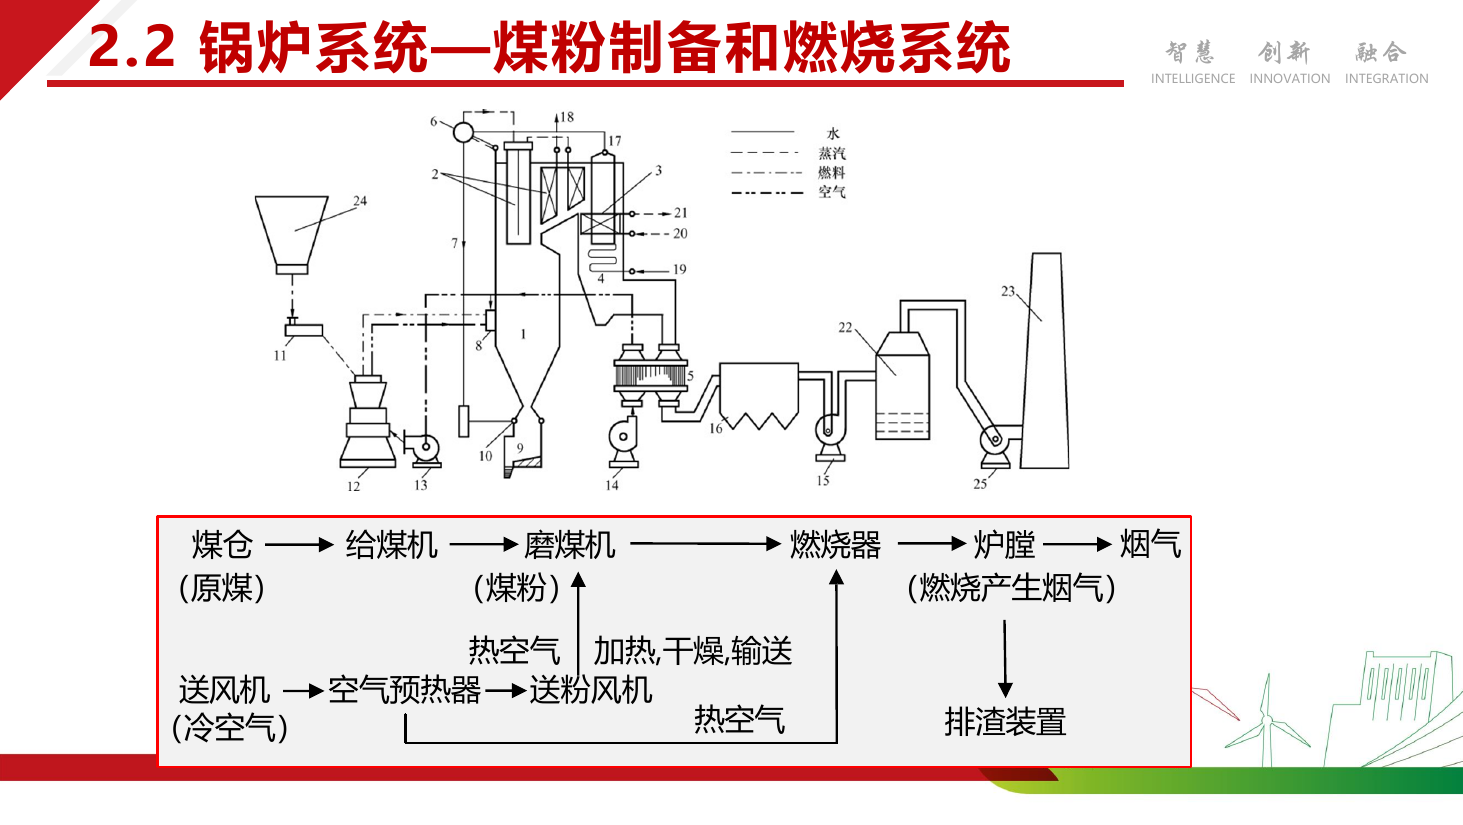 2.2 锅炉系统—煤粉制备和燃烧系统
智慧 创新 融合
INTELLIGENCE INNOVATION INTEGRATION
18
6
17
水
蒸汽
燃料
空气
2
3
24
21
20
7
19
4
23
22
11
8
1
5
16
10
9
12
13
14
15
25
煤仓 给煤机 磨煤机 燃烧器 炉膛 烟气
(原煤) (煤粉) (燃烧产生烟气)
热空气 加热,干燥,输送
送风机 空气预热器 送粉风机
(冷空气) 热空气 排渣装置